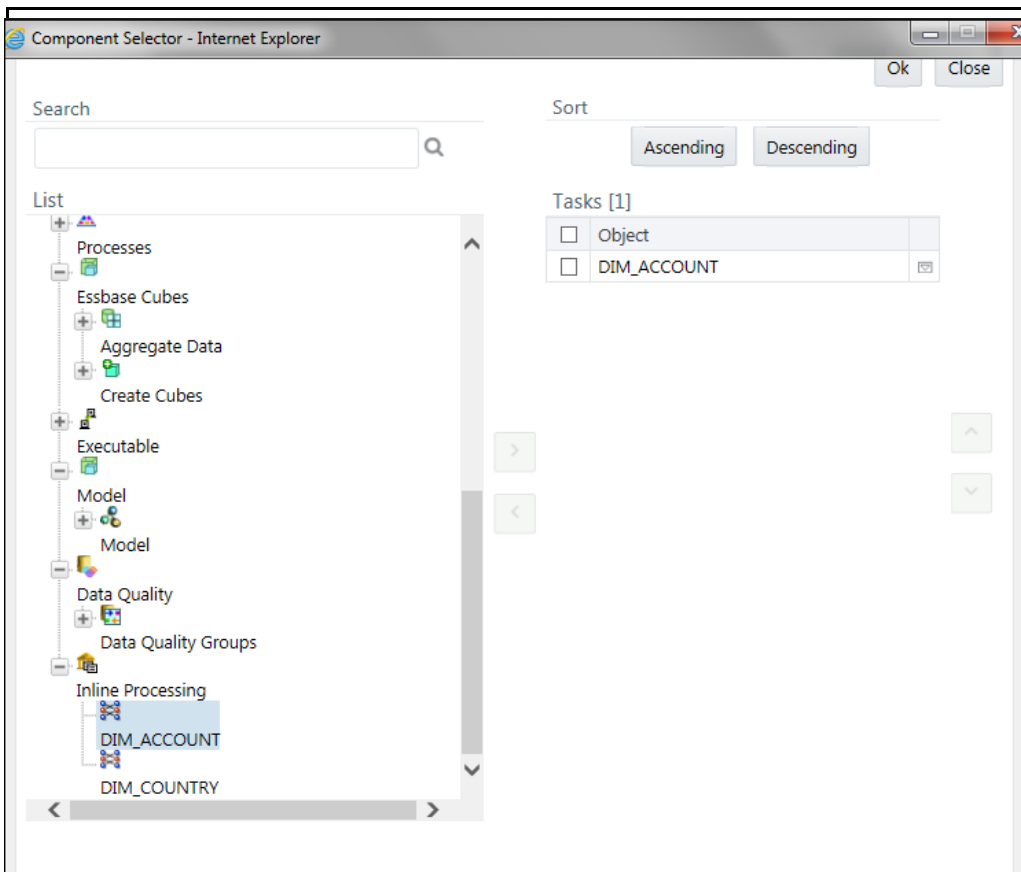 Component Selector - Internet Explorer
Ok Close
Search
Sort
Ascending Descending
List
Tasks [1]
Object
DIM_ACCOUNT
Processes
Essbase Cubes
Aggregate Data
Create Cubes
Executable
Model
Model
Data Quality
Data Quality Groups
Inline Processing
DIM_ACCOUNT
DIM_COUNTRY